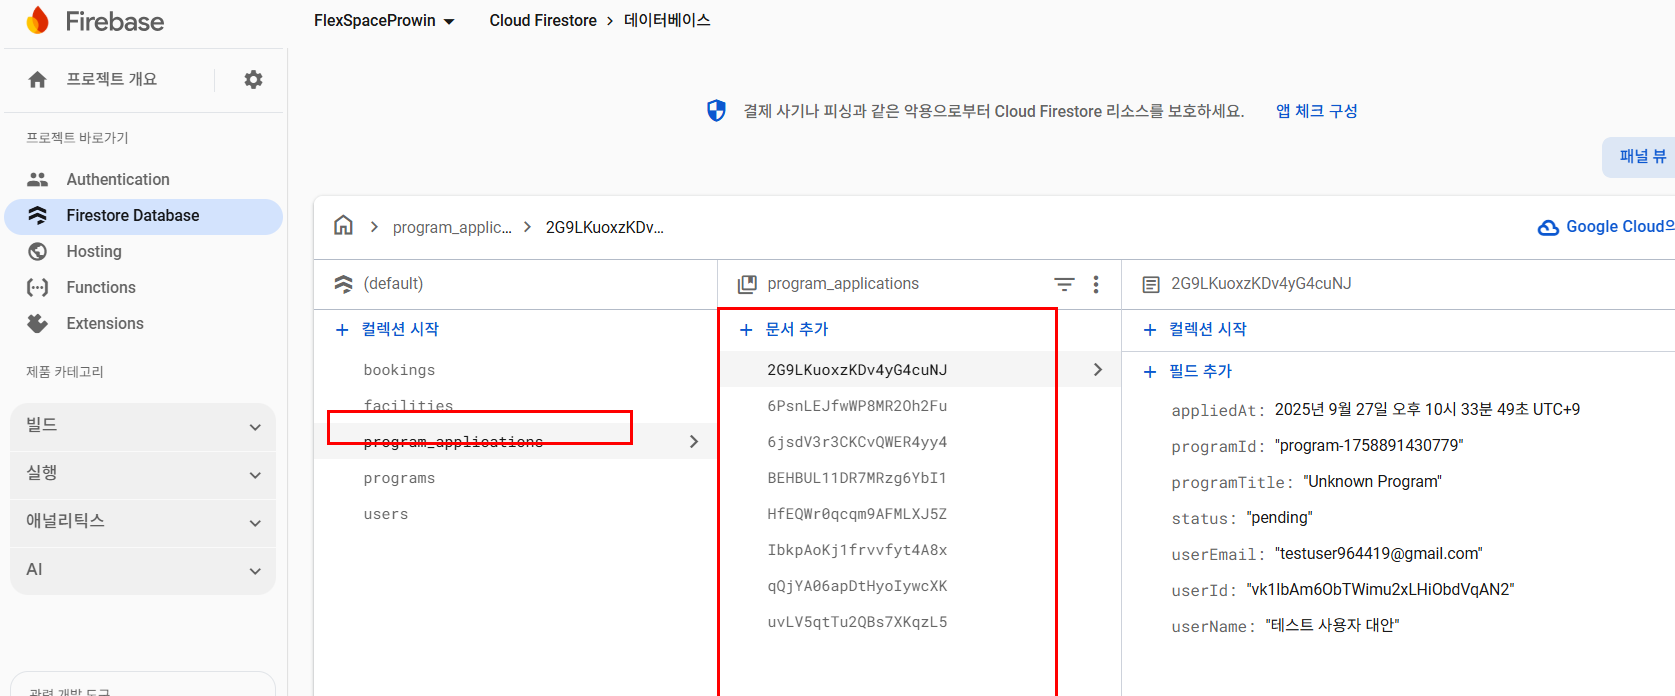 Firebase
FlexSpaceProwin
Cloud Firestore > 데이터베이스
프로젝트 개요
결제 사기나 피싱과 같은 악용으로부터 Cloud Firestore 리소스를 보호하세요.
앱 체크 구성
프로젝트 바로가기
패널 뷰
Authentication
Firestore Database
Hosting
Functions
Extensions
제품 카테고리
빌드
실행
애널리틱스
AI
관련 개발 도구
program_applic... > 2G9LKuoxzKDv...
Google Cloud의
(default)
컬렉션 시작
bookings
facilities
program_applications
programs
users
program_applications
문서 추가
2G9LKuoxzKDv4yG4cuNJ
6PsnLEJfwWP8MR2Oh2Fu
6jsdV3r3CKCvQWER4yy4
BEHBUL11DR7MRzg6YbI1
HfEQWr0qcqm9AFMLXJ5Z
IbkpAoKj1frvvfyt4A8x
qQjYA06apDtHyoIywcXK
uvLV5qtTu2QBs7XKqzL5
2G9LKuoxzKDv4yG4cuNJ
컬렉션 시작
필드 추가
appliedAt: 2025년 9월 27일 오후 10시 33분 49초 UTC+9
programId: "program-1758891430779"
programTitle: "Unknown Program"
status: "pending"
userEmail: "testuser964419@gmail.com"
userId: "vk1lbAm6ObTWimu2xLHiObdVqAN2"
userName: "테스트 사용자 대안"